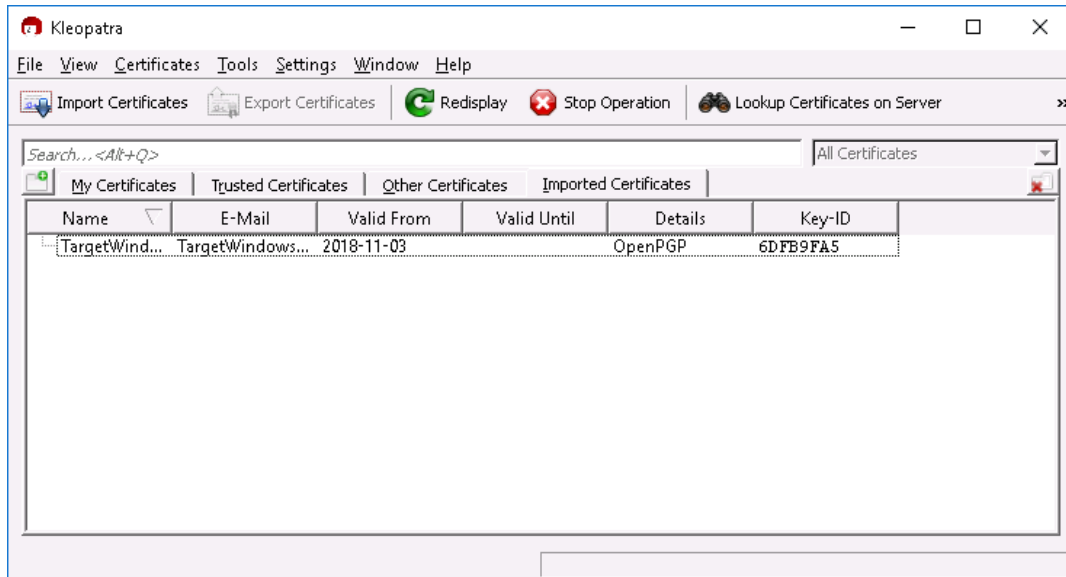 Kleopatra
File View Certificates Tools Settings Window Help
Import Certificates Export Certificates Redisplay Stop Operation Lookup Certificates on Server »
Search...<Alt+Q> All Certificates
My Certificates Trusted Certificates Other Certificates Imported Certificates
Name E-Mail Valid From Valid Until Details Key-ID
TargetWind... TargetWindows... 2018-11-03 OpenPGP 6DFB9FA5